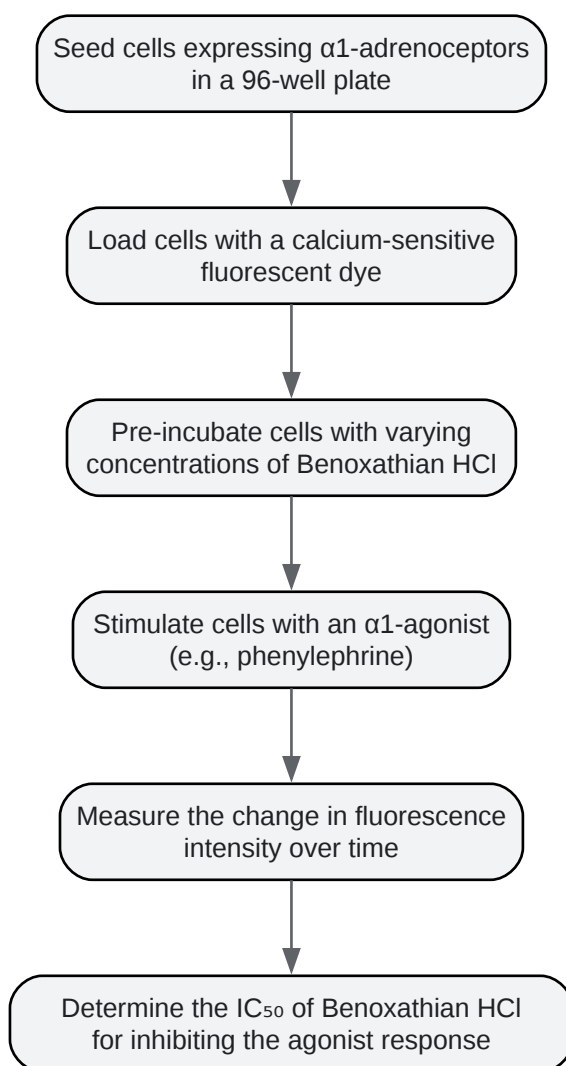 Seed cells expressing α1-adrenoceptors
in a 96-well plate
Load cells with a calcium-sensitive
fluorescent dye
Pre-incubate cells with varying
concentrations of Benoxathian HCl
Stimulate cells with an α1-agonist
(e.g., phenylephrine)
Measure the change in fluorescence
intensity over time
Determine the IC₅₀ of Benoxathian HCl
for inhibiting the agonist response